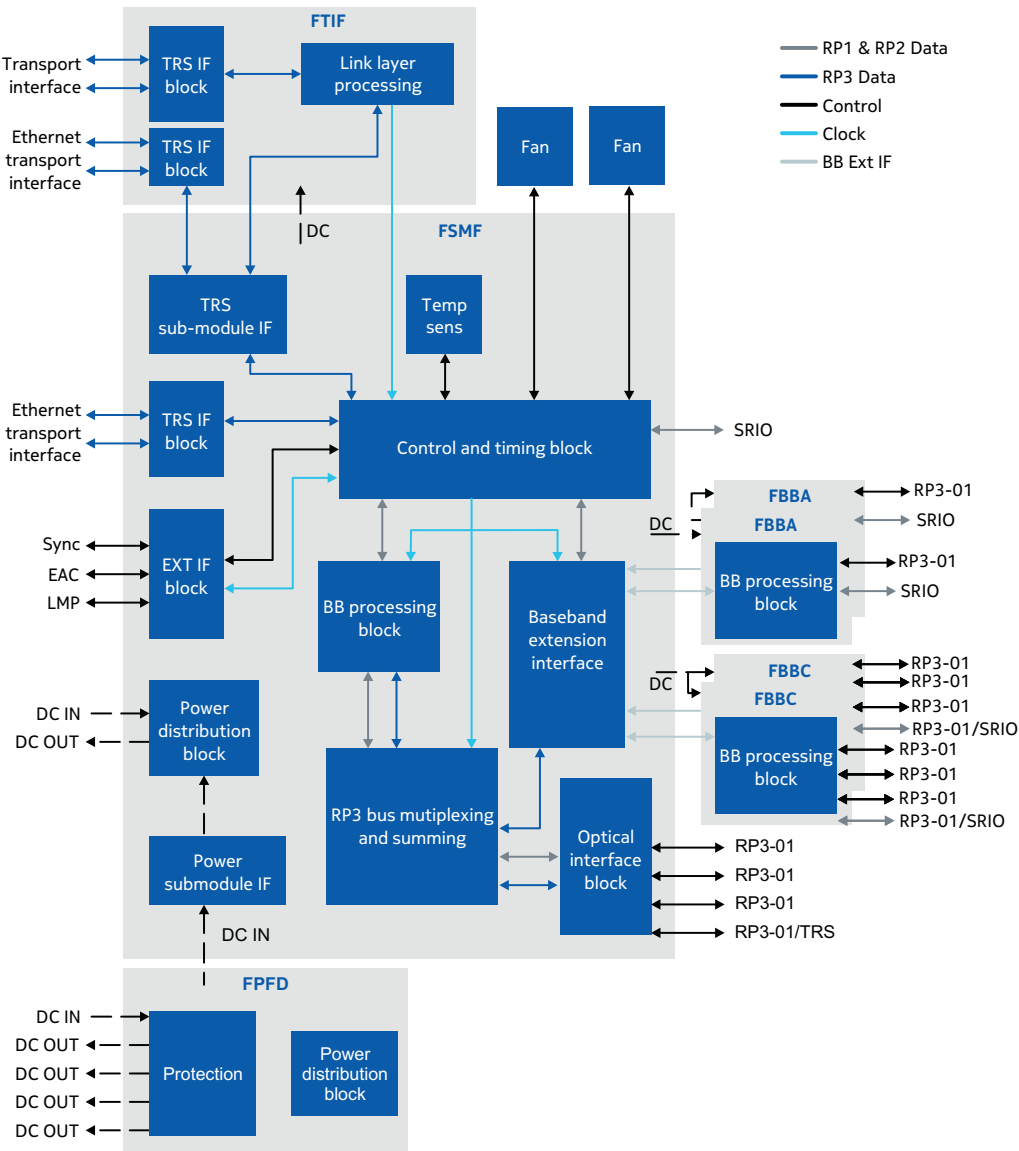 FTIF
Transport
interface
TRS IF
block
Link layer
processing
Ethernet
transport
interface
TRS IF
block
Fan
Fan
RP1 & RP2 Data
RP3 Data
Control
Clock
BB Ext IF
DC
FSMF
TRS
sub-module IF
Temp
sens
Ethernet
transport
interface
TRS IF
block
Control and timing block
SRIO
Sync
EAC
LMP
EXT IF
block
BB processing
block
Baseband
extension
interface
DC
FBBA
FBBA
BB processing
block
RP3-01
SRIO
RP3-01
SRIO
DC
FBBC
FBBC
BB processing
block
RP3-01
RP3-01
RP3-01
RP3-01/SRIO
RP3-01
RP3-01
RP3-01
RP3-01/SRIO
DC IN
DC OUT
Power
distribution
block
RP3 bus mutiplexing
and summing
Optical
interface
block
RP3-01
RP3-01
RP3-01
RP3-01/TRS
Power
submodule IF
DC IN
FPFD
DC IN
DC OUT
DC OUT
DC OUT
DC OUT
Protection
Power
distribution
block